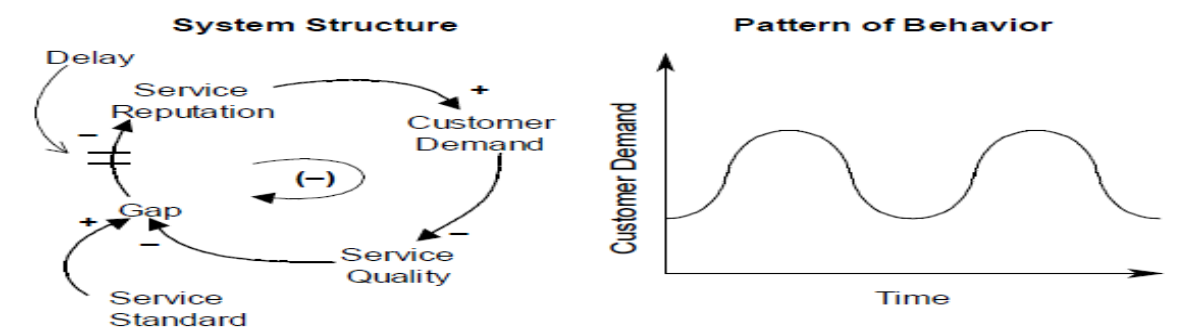 System Structure
Delay
Service
Reputation
+
Customer
Demand
–
(–)
Gap
+
–
–
Service
Quality
Service
Standard
Pattern of Behavior
Customer Demand
Time